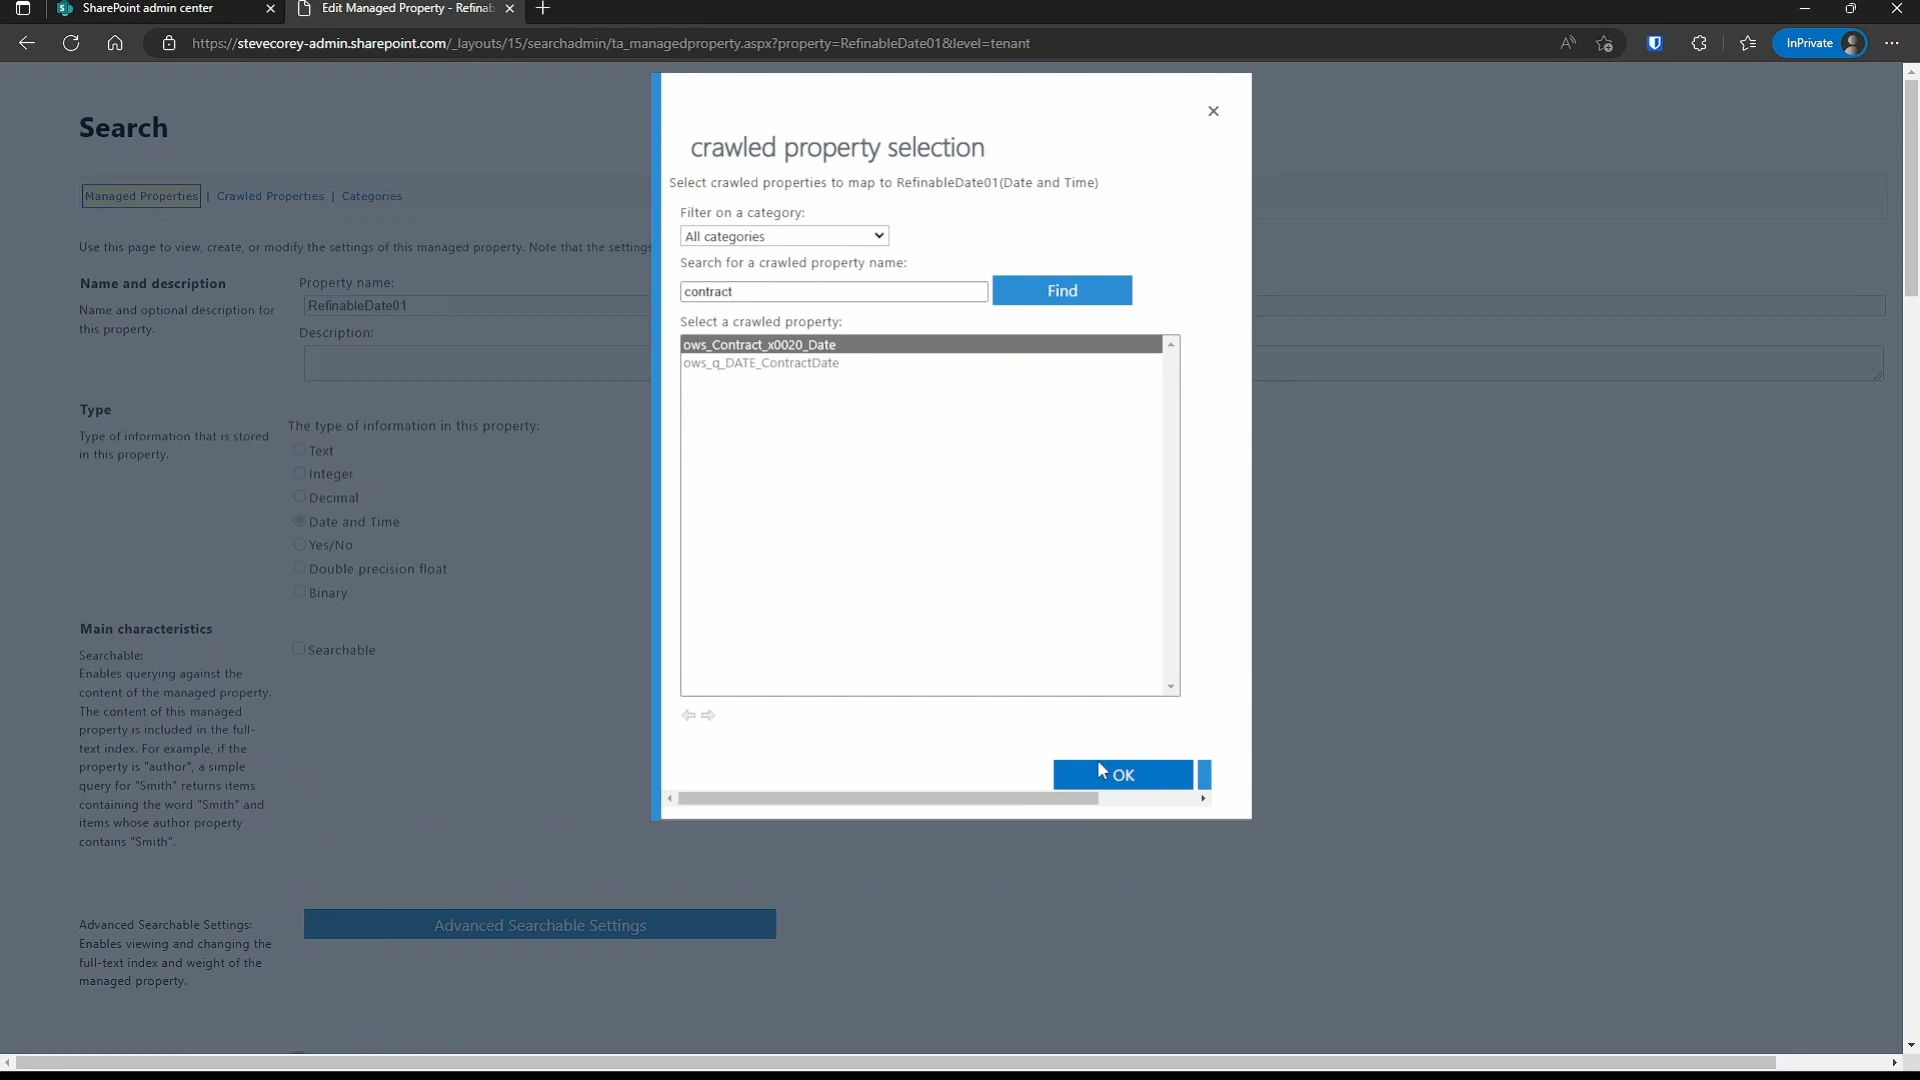 SharePoint admin center
Edit Managed Property - Refinab
https://stevecorey-admin.sharepoint.com/_layouts/15/searchadmin/ta_managedproperty.aspx?property=RefinableDate01&level=tenant
InPrivate
Search
Managed Properties | Crawled Properties | Categories
Use this page to view, create, or modify the settings of this managed property. Note that the settings
Name and description
Name and optional description for
this property.
Property name:
RefinableDate01
Description:
Type
Type of information that is stored
in this property.
The type of information in this property:
Text
Integer
Decimal
Date and Time
Yes/No
Double precision float
Binary
Main characteristics
Searchable:
Enables querying against the
content of the managed property.
The content of this managed
property is included in the full-
text index. For example, if the
property is "author", a simple
query for "Smith" returns items
containing the word "Smith" and
items whose author property
contains "Smith".
Searchable
Advanced Searchable Settings:
Enables viewing and changing the
full-text index and weight of the
managed property.
Advanced Searchable Settings
crawled property selection
Select crawled properties to map to RefinableDate01(Date and Time)
Filter on a category:
All categories
Search for a crawled property name:
contract
Find
Select a crawled property:
ows_Contract_x0020_Date
ows_q_DATE_ContractDate
OK